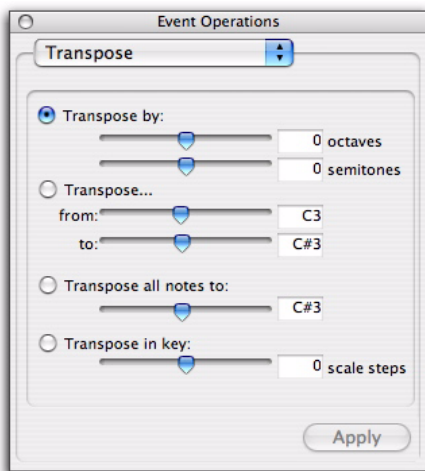 Event Operations
Transpose
Transpose by:
0 octaves
0 semitones
Transpose...
from: C3
to: C#3
Transpose all notes to:
C#3
Transpose in key:
0 scale steps
Apply